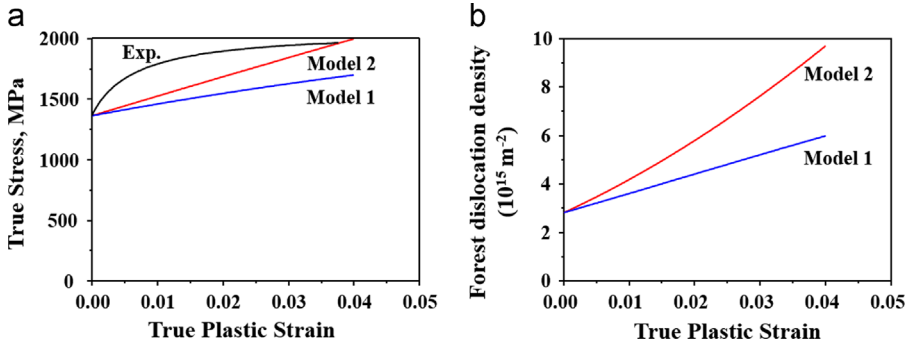 a
2000
1500
1000
500
0
True Stress, MPa
Exp.
Model 2
Model 1
0.00 0.01 0.02 0.03 0.04 0.05
True Plastic Strain
b
10
8
6
4
2
0
Forest dislocation density
(10¹⁵ m⁻²)
Model 2
Model 1
0.00 0.01 0.02 0.03 0.04 0.05
True Plastic Strain